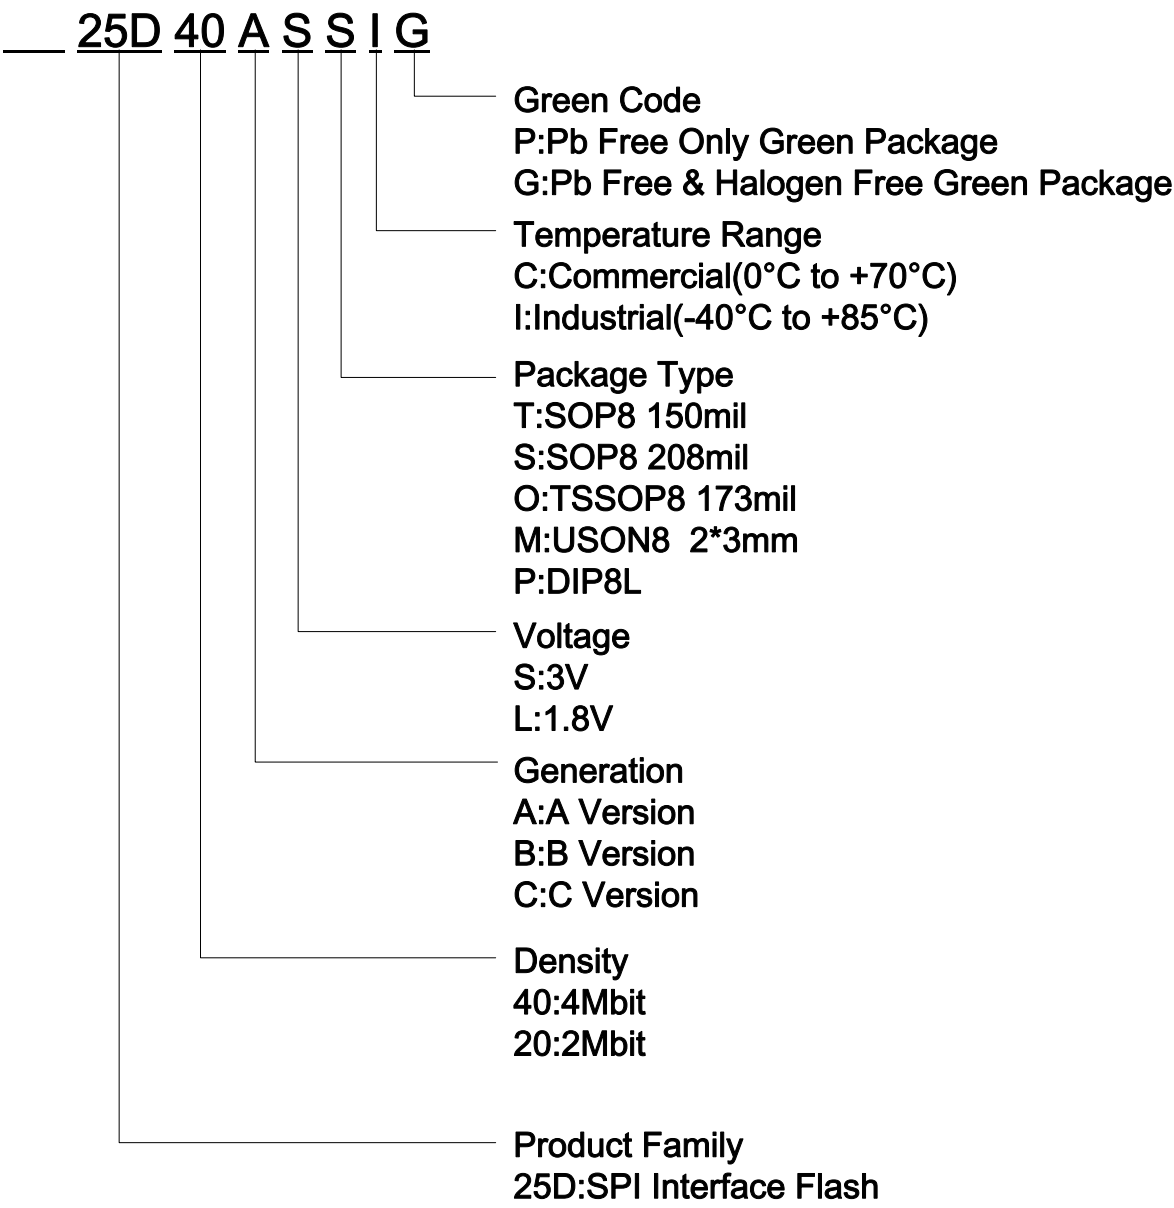 __ 25D 40 A S S I G
Green Code
P:Pb Free Only Green Package
G:Pb Free & Halogen Free Green Package
Temperature Range
C:Commercial(0°C to +70°C)
I:Industrial(-40°C to +85°C)
Package Type
T:SOP8 150mil
S:SOP8 208mil
O:TSSOP8 173mil
M:USON8  2*3mm
P:DIP8L
Voltage
S:3V
L:1.8V
Generation
A:A Version
B:B Version
C:C Version
Density
40:4Mbit
20:2Mbit
Product Family
25D:SPI Interface Flash